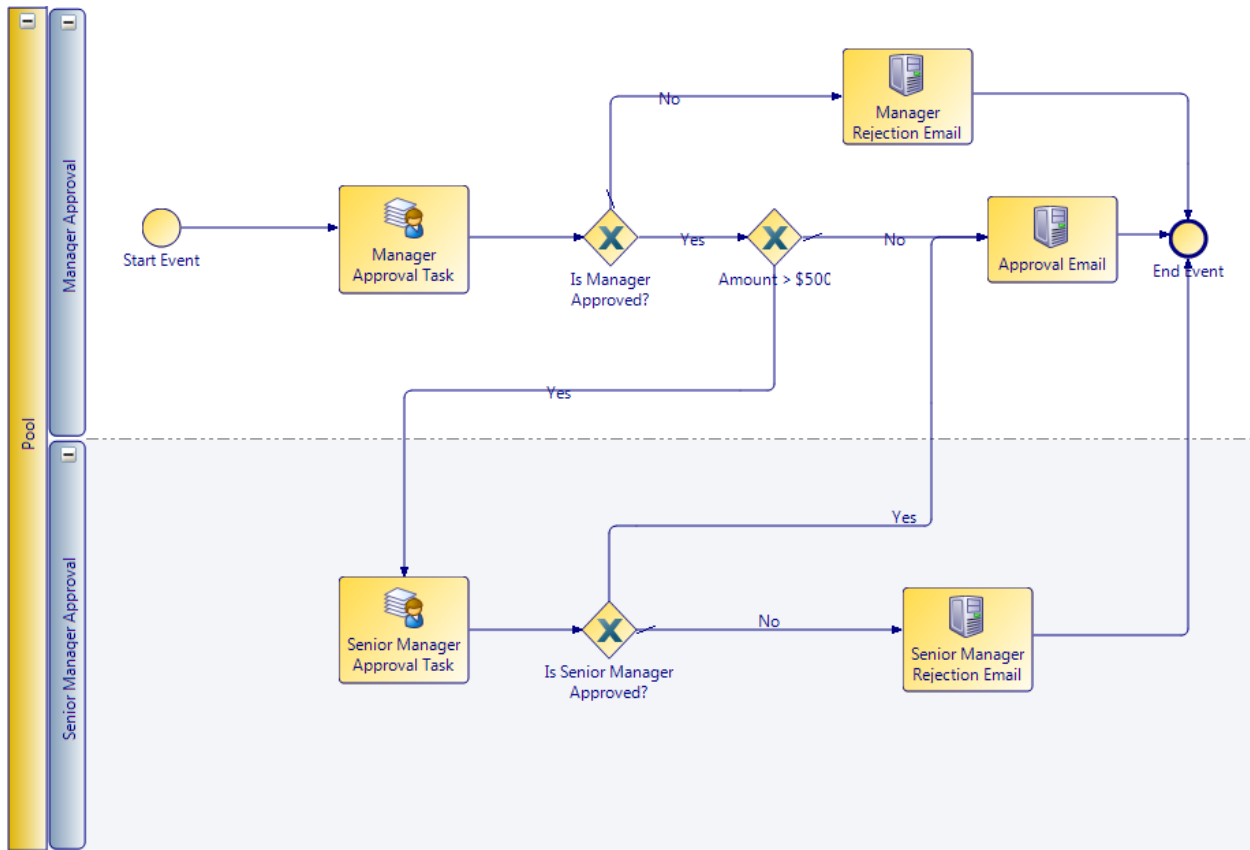 Pool
Manager Approval
Senior Manager Approval
No
Manager
Rejection Email
Start Event
Manager
Approval Task
Is Manager
Approved?
Yes
Amount > $500
No
Approval Email
End Event
Yes
Yes
Senior Manager
Approval Task
Is Senior Manager
Approved?
No
Senior Manager
Rejection Email